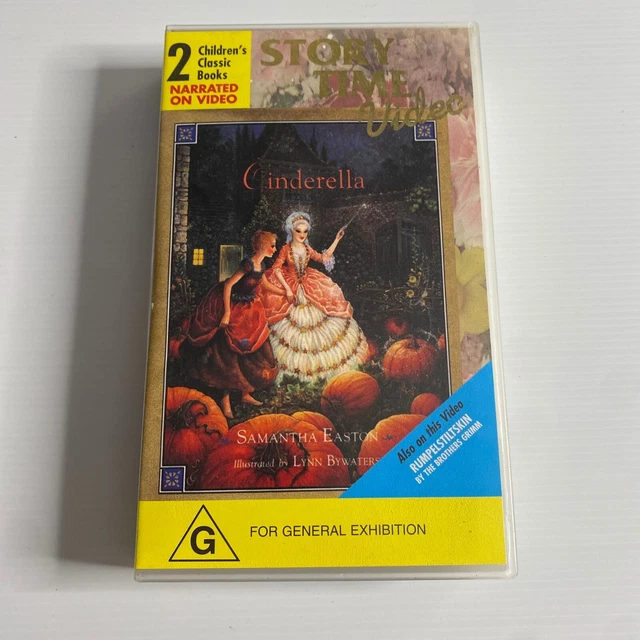 2
Children's
Classic
Books
NARRATED
ON VIDEO
STORY
TIME
Video
Cinderella
SAMANTHA EASTON
Illustrated by LYNN BYWATERS
Also on this Video
RUMPELSTILTSKIN
BY THE BROTHERS GRIMM
G
FOR GENERAL EXHIBITION